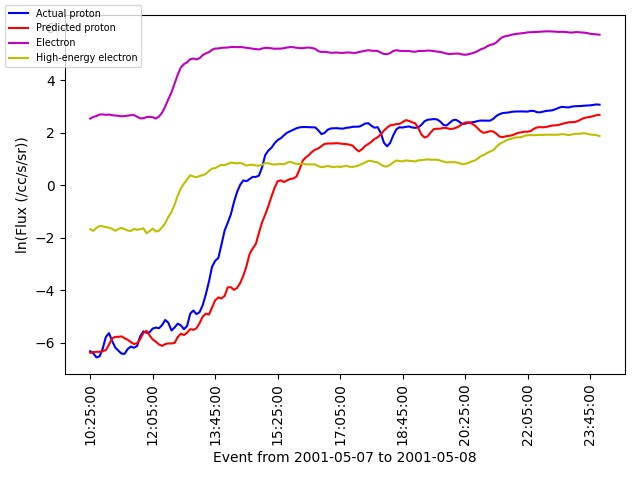 Actual proton
Predicted proton
Electron
High-energy electron
4
2
0
−2
−4
−6
ln(Flux (/cc/s/sr))
10:25:00
12:05:00
13:45:00
15:25:00
17:05:00
18:45:00
20:25:00
22:05:00
23:45:00
Event from 2001-05-07 to 2001-05-08